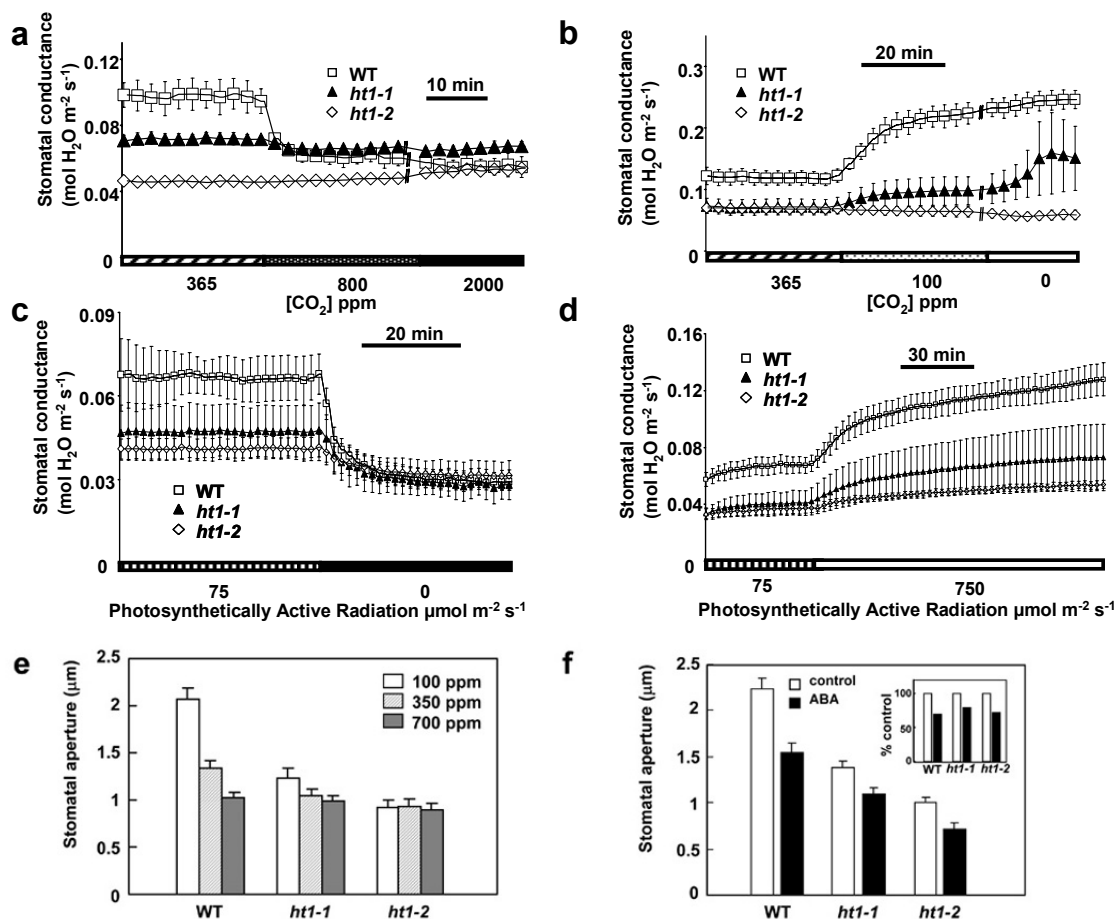 a
Stomatal conductance
(mol H2O m-2 s-1)
0.12
0.08
0.04
0
WT
ht1-1
ht1-2
10 min
365 800 2000
[CO2] ppm
b
Stomatal conductance
(mol H2O m-2 s-1)
0.3
0.2
0.1
0
20 min
WT
ht1-1
ht1-2
365 100 0
[CO2] ppm
c
Stomatal conductance
(mol H2O m-2 s-1)
0.09
0.06
0.03
0
20 min
WT
ht1-1
ht1-2
75 0
Photosynthetically Active Radiation μmol m-2 s-1
d
Stomatal conductance
(mol H2O m-2 s-1)
0.16
0.12
0.08
0.04
0
30 min
WT
ht1-1
ht1-2
75 750
Photosynthetically Active Radiation μmol m-2 s-1
e
Stomatal aperture (μm)
2.5
2
1.5
1
0.5
0
100 ppm
350 ppm
700 ppm
WT ht1-1 ht1-2
f
Stomatal aperture (μm)
2.5
2
1.5
1
0.5
0
control
ABA
% control
100
50
0
WT ht1-1 ht1-2
WT ht1-1 ht1-2